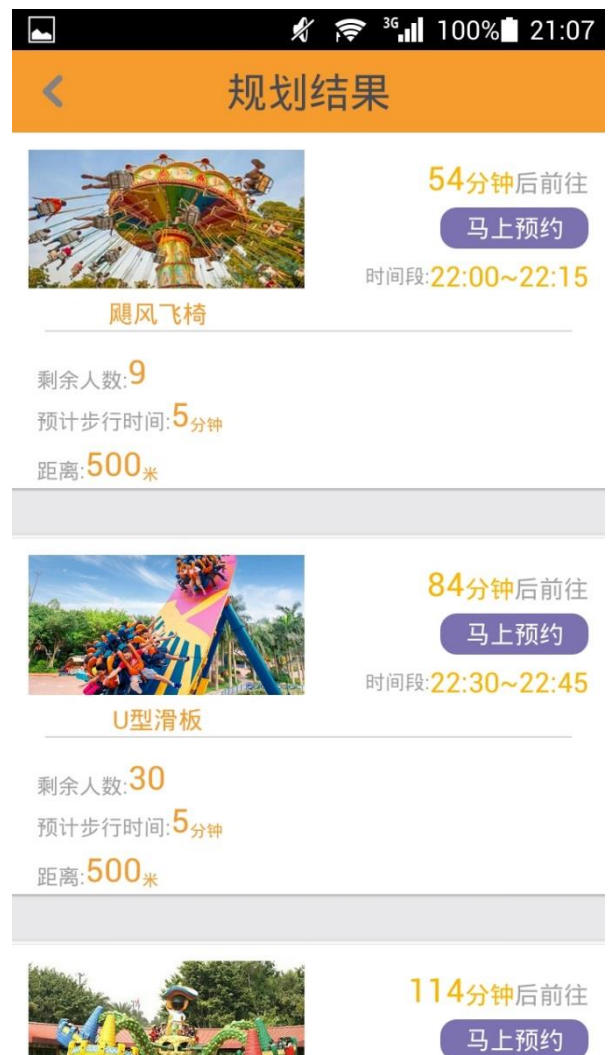 3G 100% 21:07
规划结果
54分钟后前往
马上预约
时间段:22:00~22:15
飓风飞椅
剩余人数:9
预计步行时间:5分钟
距离:500米
84分钟后前往
马上预约
时间段:22:30~22:45
U型滑板
剩余人数:30
预计步行时间:5分钟
距离:500米
114分钟后前往
马上预约